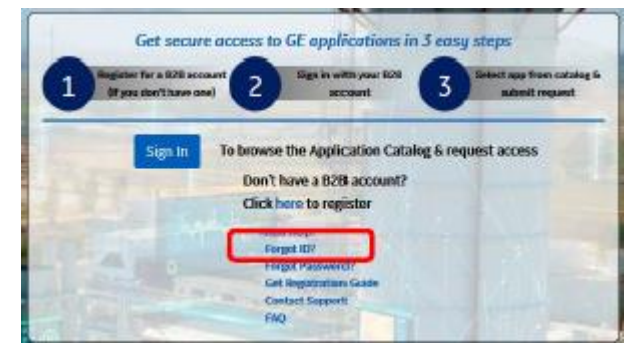 Get secure access to GE applications in 3 easy steps
1 Register for a B2B account
(If you don't have one)
2 Sign in with your B2B
account
3 Select app from catalog &
submit request
Sign In To browse the Application Catalog & request access
Don't have a B2B account?
Click here to register
Need Help?
Forgot ID?
Forgot Password?
Get Registration Guide
Contact Support
FAQ